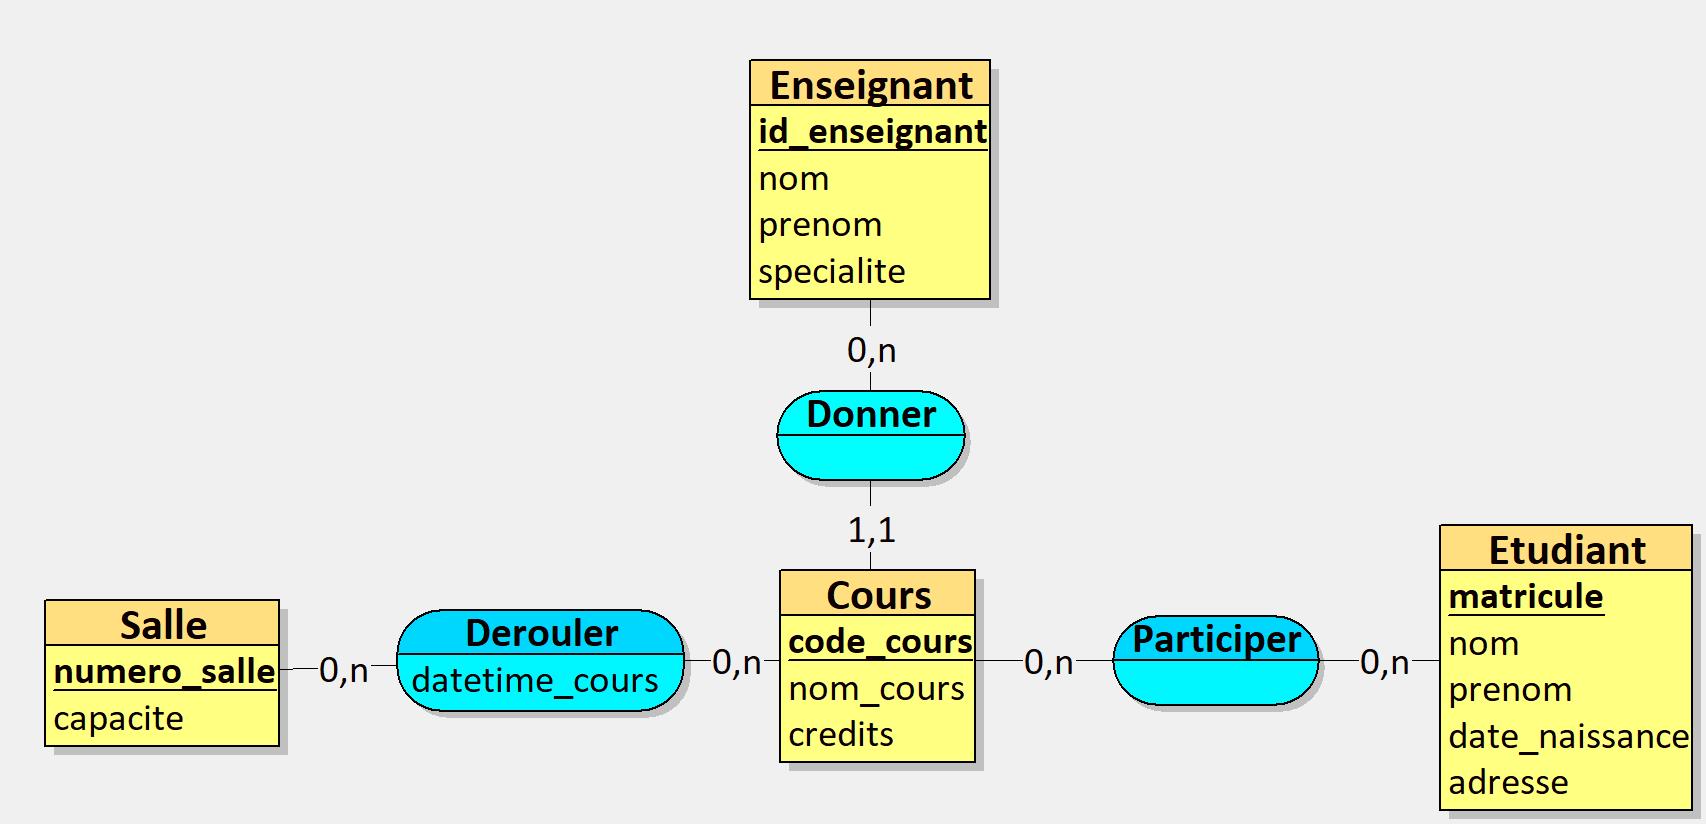 Enseignant
id_enseignant
nom
prenom
specialite
0,n
Donner
1,1
Salle
numero_salle
capacite
0,n
Derouler
datetime_cours
0,n
Cours
code_cours
nom_cours
credits
0,n
Participer
0,n
Etudiant
matricule
nom
prenom
date_naissance
adresse